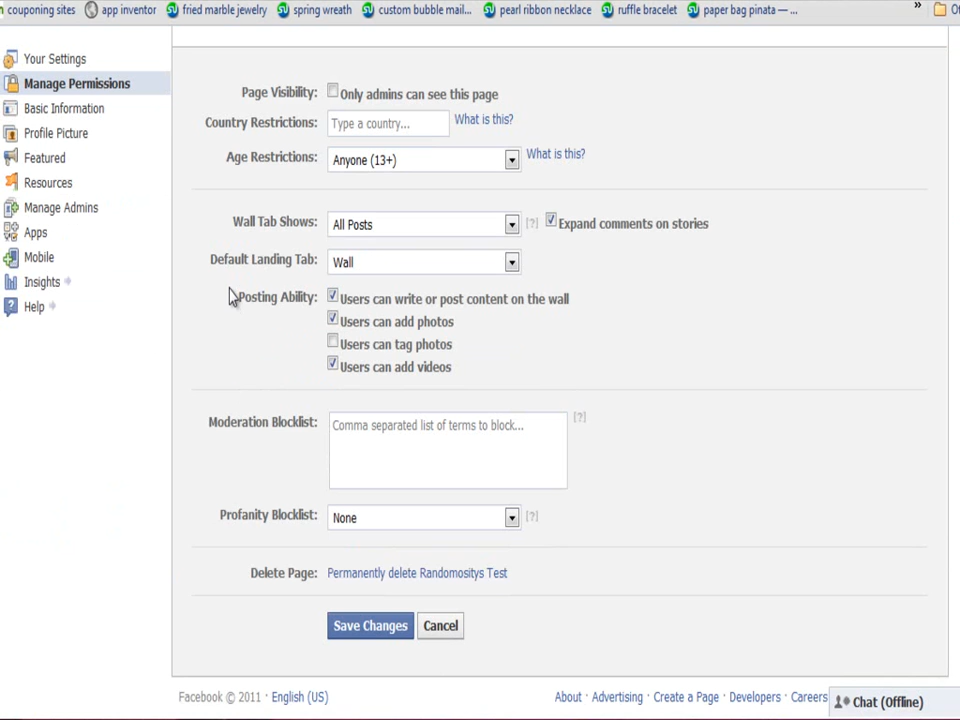 couponing sites app inventor fried marble jewelry spring wreath custom bubble mail... pearl ribbon necklace ruffle bracelet paper bag pinata — ... »
Your Settings
Manage Permissions
Basic Information
Profile Picture
Featured
Resources
Manage Admins
Apps
Mobile
Insights
Help
Page Visibility: Only admins can see this page
Country Restrictions: Type a country... What is this?
Age Restrictions: Anyone (13+) What is this?
Wall Tab Shows: All Posts [?] Expand comments on stories
Default Landing Tab: Wall
Posting Ability: Users can write or post content on the wall
Users can add photos
Users can tag photos
Users can add videos
Moderation Blocklist: Comma separated list of terms to block... [?]
Profanity Blocklist: None [?]
Delete Page: Permanently delete Randomositys Test
Save Changes Cancel
Facebook © 2011 · English (US) About · Advertising · Create a Page · Developers · Careers
Chat (Offline)